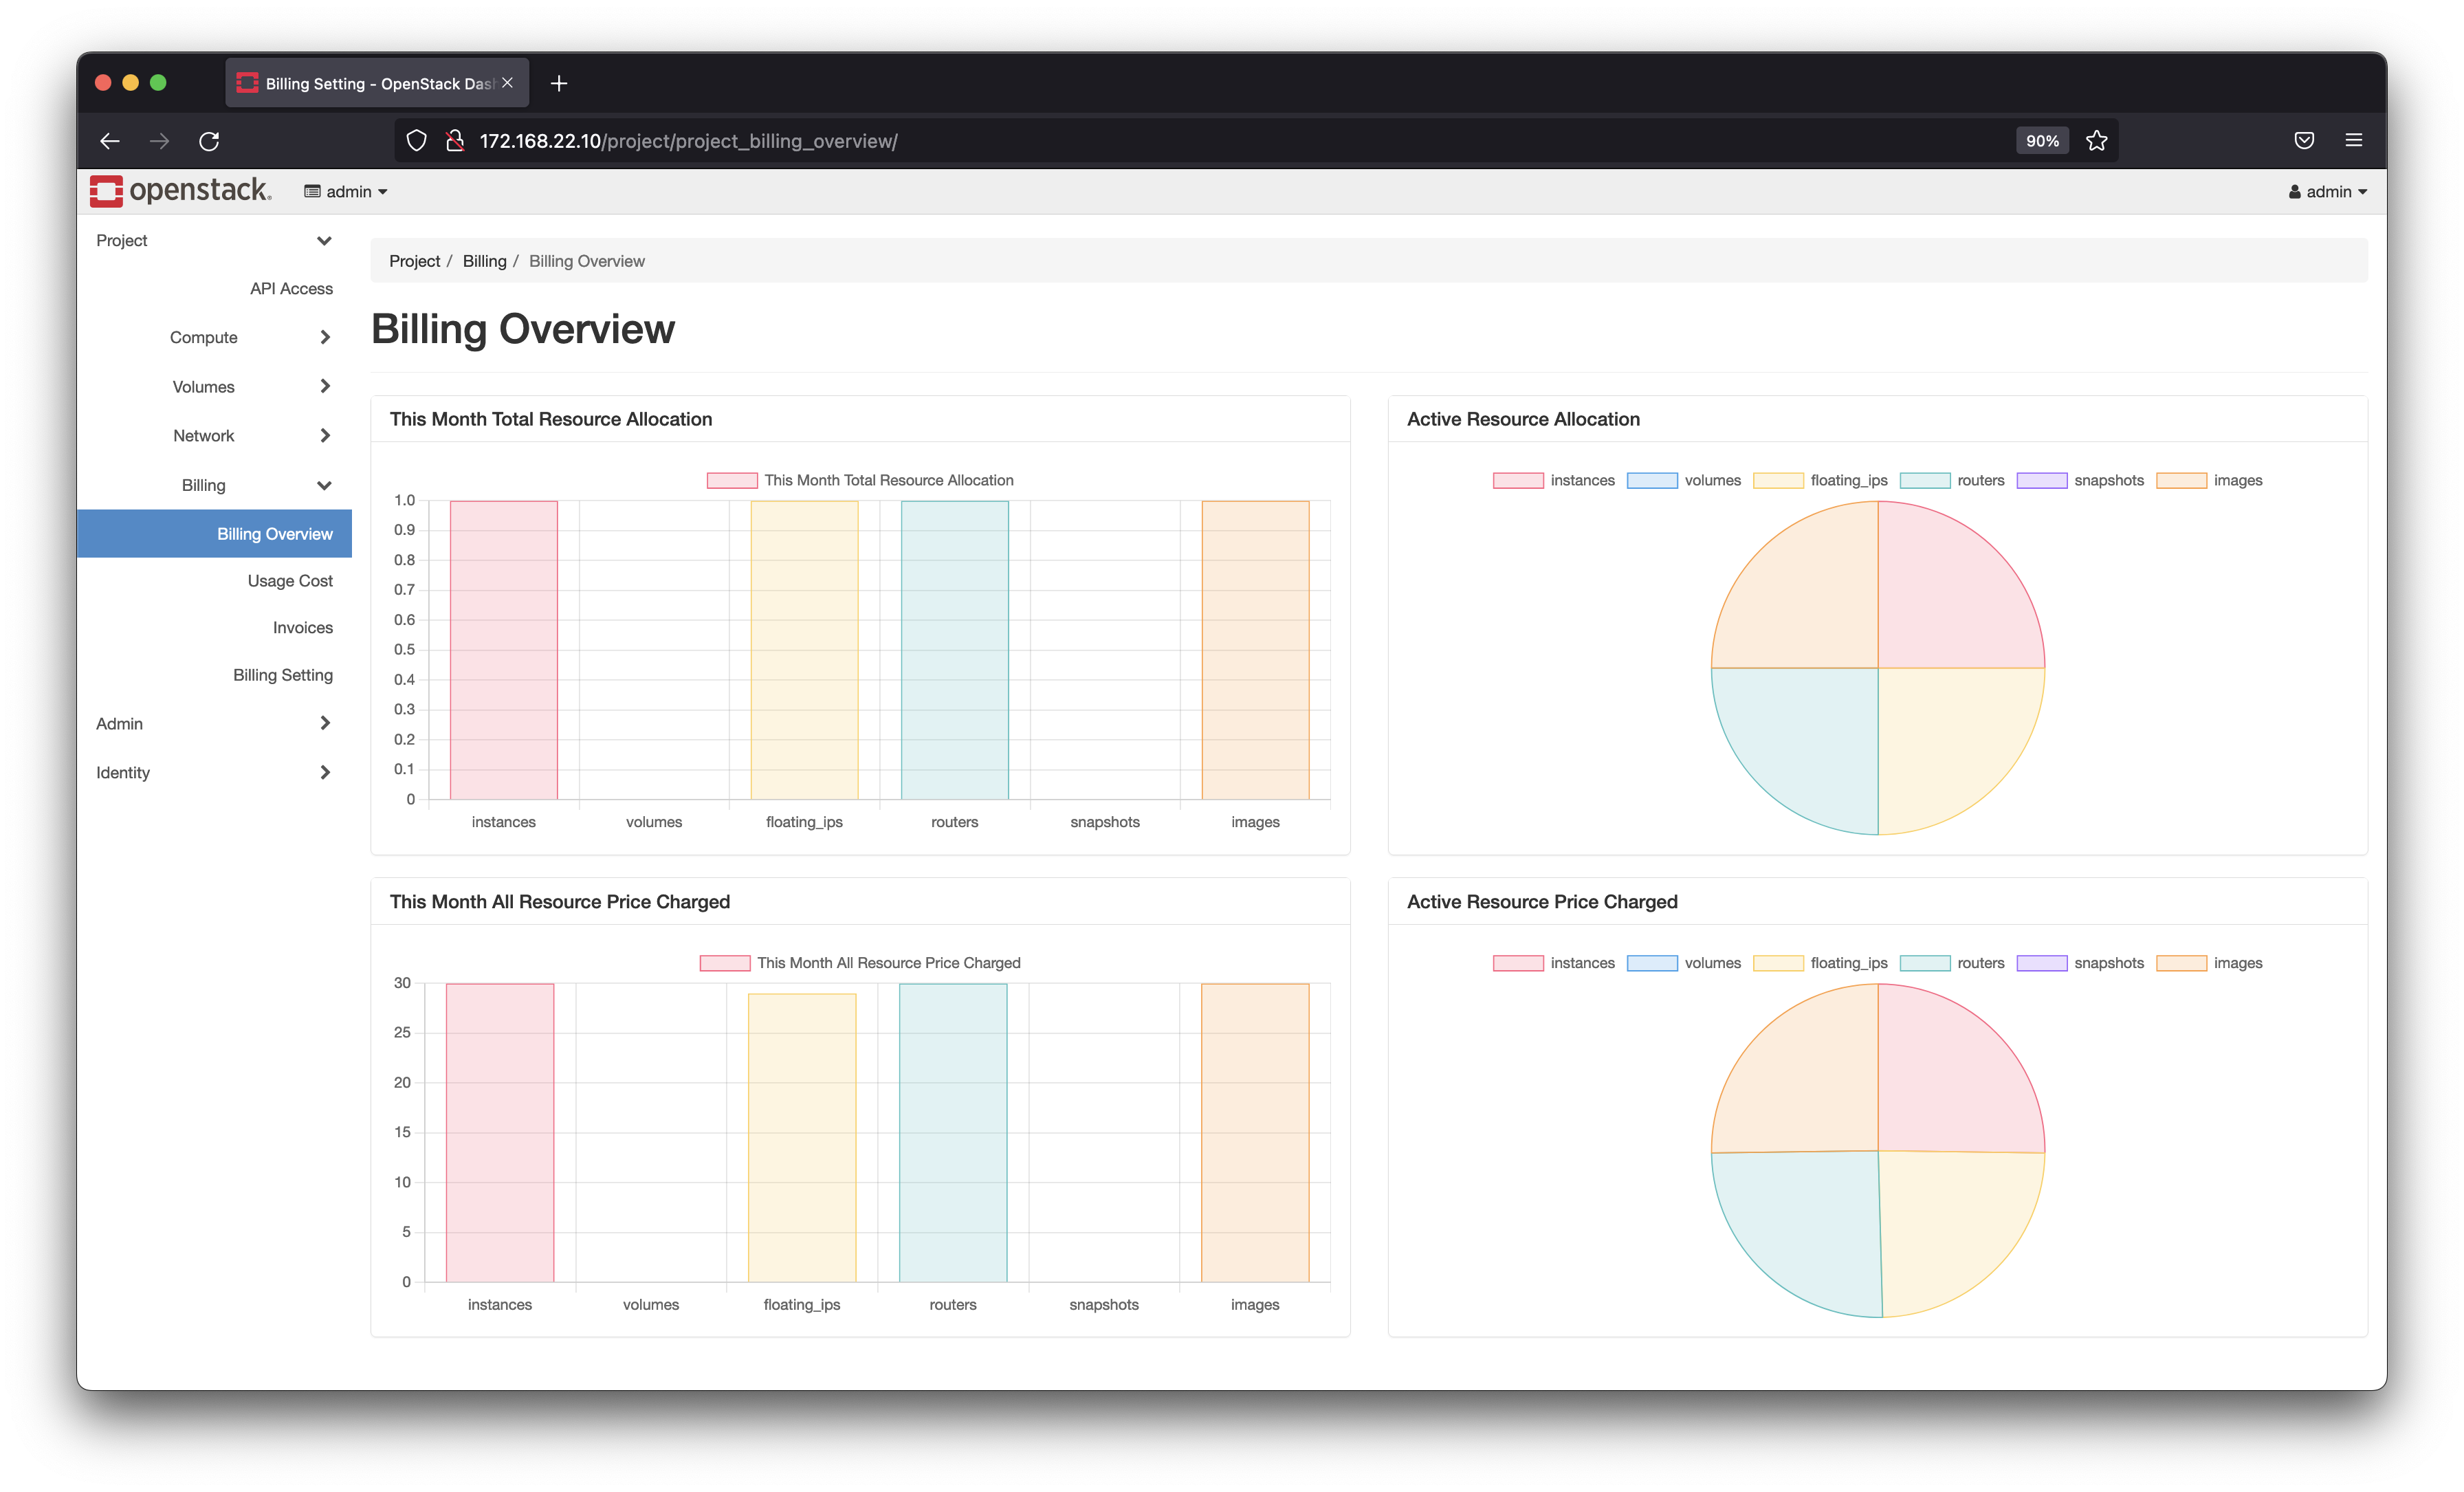 Billing Setting - OpenStack Das
172.168.22.10/project/project_billing_overview/
90%
openstack.
admin
admin
Project
API Access
Compute
Volumes
Network
Billing
Billing Overview
Usage Cost
Invoices
Billing Setting
Admin
Identity
Project / Billing / Billing Overview
Billing Overview
This Month Total Resource Allocation
This Month Total Resource Allocation
1.0
0.9
0.8
0.7
0.6
0.5
0.4
0.3
0.2
0.1
0
instances volumes floating_ips routers snapshots images
Active Resource Allocation
instances volumes floating_ips routers snapshots images
This Month All Resource Price Charged
This Month All Resource Price Charged
30
25
20
15
10
5
0
instances volumes floating_ips routers snapshots images
Active Resource Price Charged
instances volumes floating_ips routers snapshots images